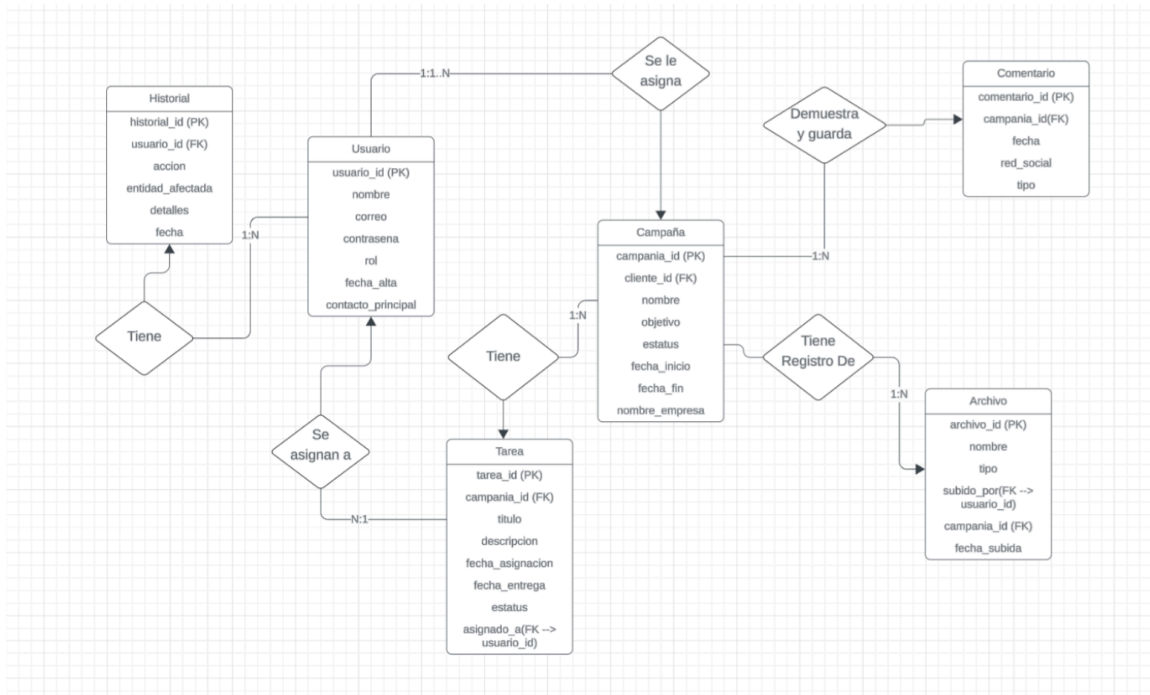 Se le
asigna
1:1..N
Comentario
comentario_id (PK)
campania_id(FK)
fecha
red_social
tipo
Demuestra
y guarda
Historial
historial_id (PK)
usuario_id (FK)
accion
entidad_afectada
detalles
fecha
Usuario
usuario_id (PK)
nombre
correo
contrasena
rol
fecha_alta
contacto_principal
1:N
Campaña
campania_id (PK)
cliente_id (FK)
nombre
objetivo
estatus
fecha_inicio
fecha_fin
nombre_empresa
1:N
1:N
Tiene
Tiene
Tiene
Registro De
1:N
Archivo
archivo_id (PK)
nombre
tipo
subido_por(FK -->
usuario_id)
campania_id (FK)
fecha_subida
Se
asignan a
N:1
Tarea
tarea_id (PK)
campania_id (FK)
titulo
descripcion
fecha_asignacion
fecha_entrega
estatus
asignado_a(FK -->
usuario_id)